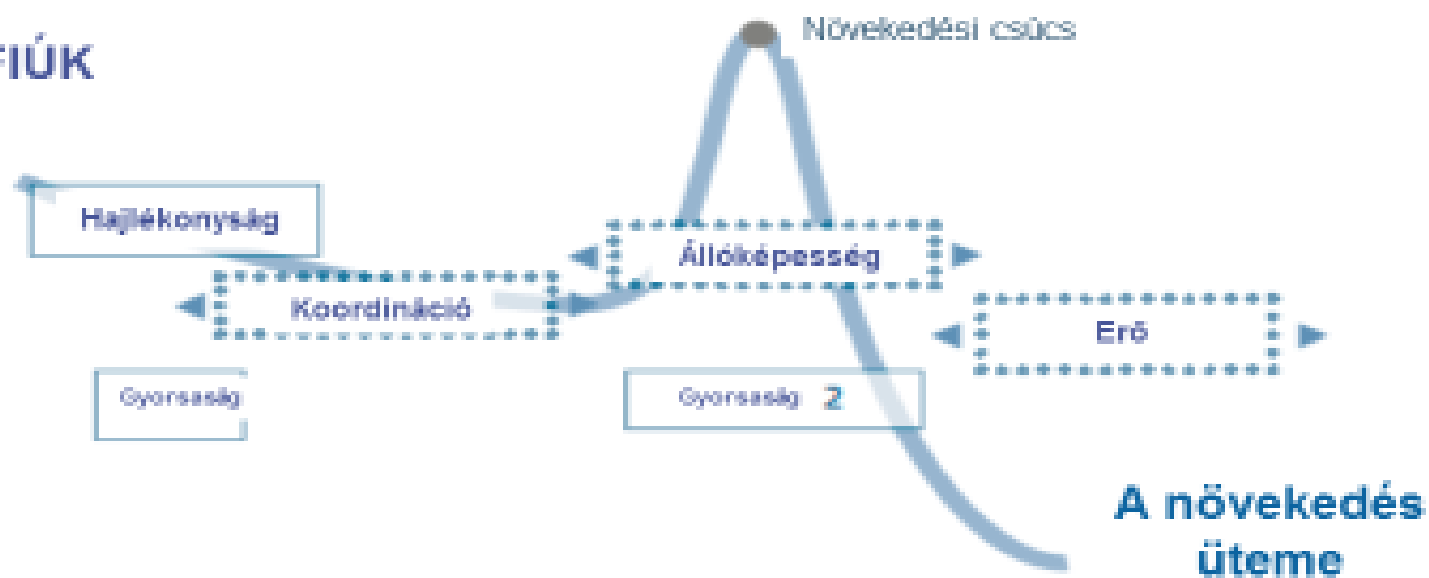 Növekedési csúcs
FIÚK
Hajlékonyság
Állóképesség
Koordináció
Erő
Gyorsaság
Gyorsaság 2
A növekedés
üteme